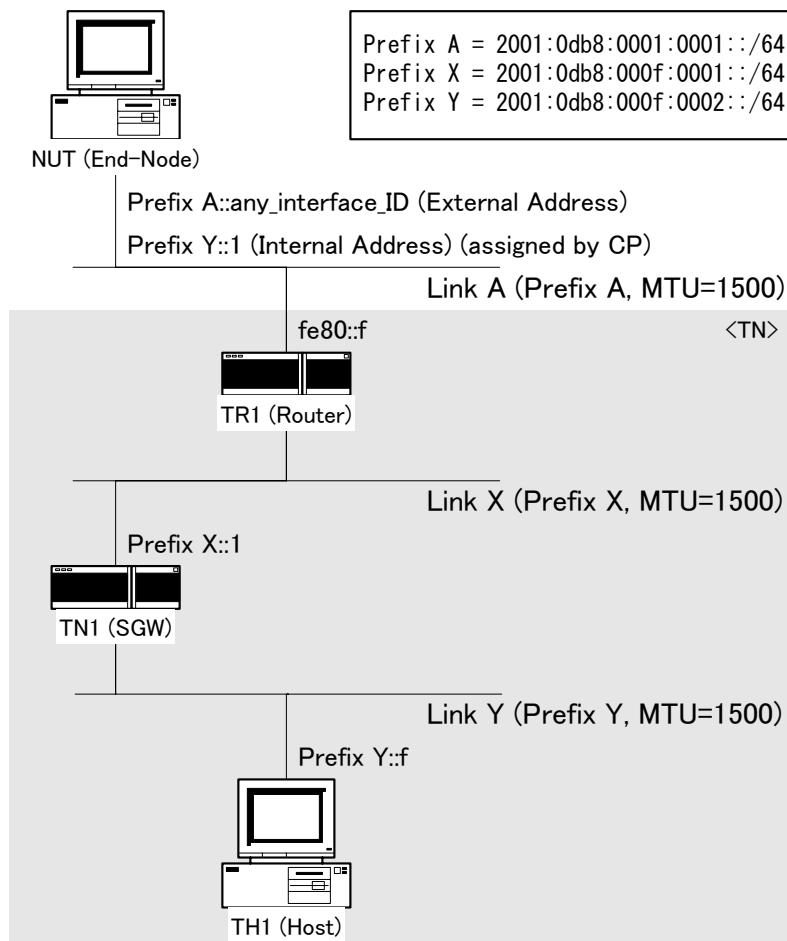 Prefix A = 2001:0db8:0001:0001::/64
Prefix X = 2001:0db8:000f:0001::/64
Prefix Y = 2001:0db8:000f:0002::/64
NUT (End-Node)
Prefix A::any_interface_ID (External Address)
Prefix Y::1 (Internal Address) (assigned by CP)
Link A (Prefix A, MTU=1500)
fe80::f
<TN>
TR1 (Router)
Link X (Prefix X, MTU=1500)
Prefix X::1
TN1 (SGW)
Link Y (Prefix Y, MTU=1500)
Prefix Y::f
TH1 (Host)